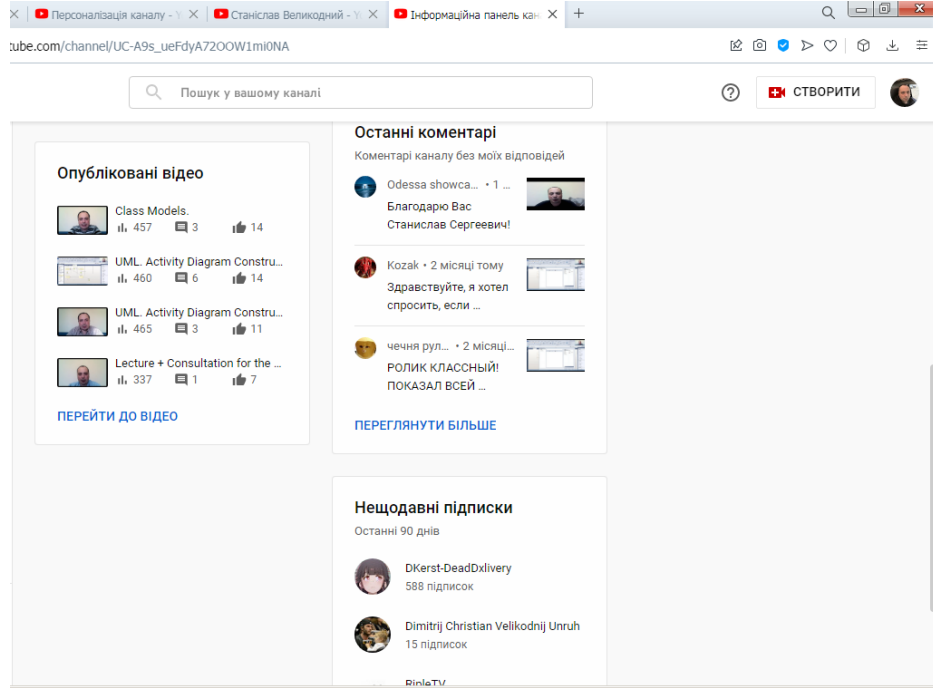 Персоналізація каналу - Y
Станіслав Великодний - Yo
Інформаційна панель кан
tube.com/channel/UC-A9s_ueFdyA72OOW1mi0NA
Пошук у вашому каналі
СТВОРИТИ
Опубліковані відео
Class Models.
457 3 14
UML. Activity Diagram Constru...
460 6 14
UML. Activity Diagram Constru...
465 3 11
Lecture + Consultation for the ...
337 1 7
ПЕРЕЙТИ ДО ВІДЕО
Останні коментарі
Коментарі каналу без моїх відповідей
Odessa showca... • 1 ...
Благодарю Вас
Станислав Сергеевич!
Kozak • 2 місяці тому
Здравствуйте, я хотел
спросить, если ...
чечня рул... • 2 місяці...
РОЛИК КЛАССНЫЙ!
ПОКАЗАЛ ВСЕЙ ...
ПЕРЕГЛЯНУТИ БІЛЬШЕ
Нещодавні підписки
Останні 90 днів
DKerst-DeadDxlivery
588 підписок
Dimitrij Christian Velikodnij Unruh
15 підписок
RipleTV